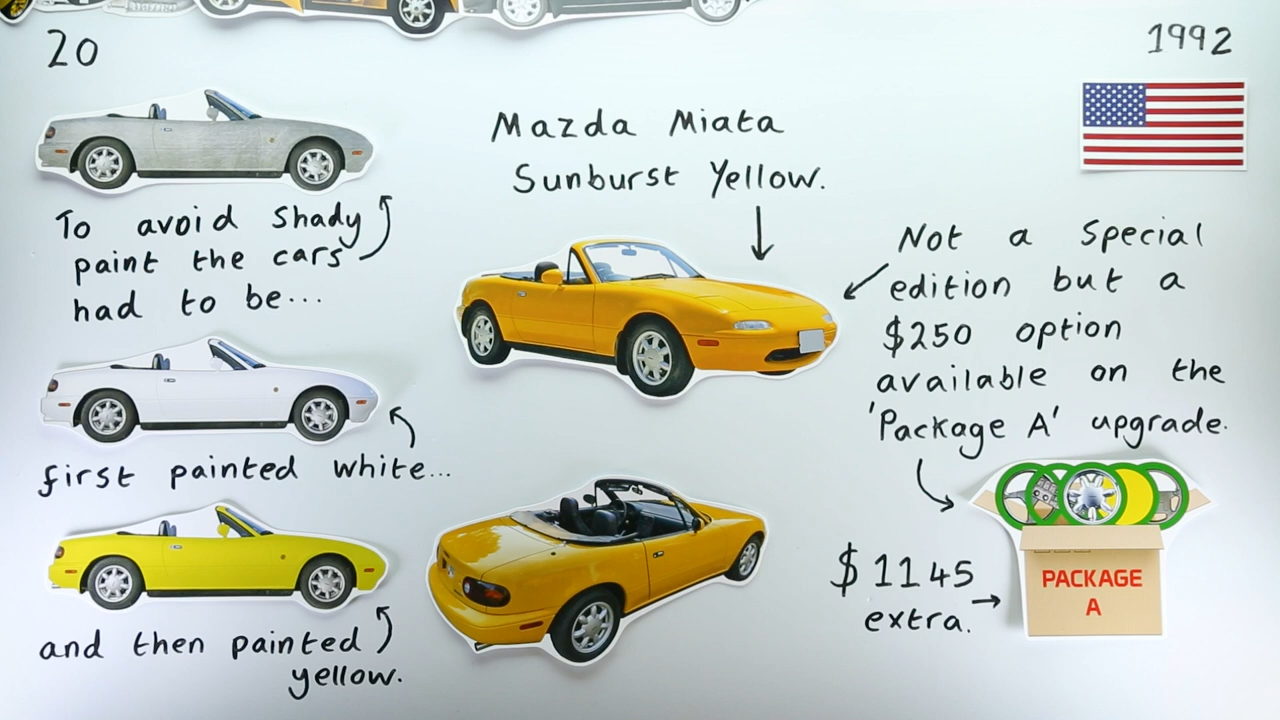 20
1992
Mazda Miata
Sunburst Yellow.
To avoid shady
paint the cars
had to be...
first painted white...
and then painted
yellow.
Not a special
edition but a
$250 option
available on the
'Package A' upgrade.
$1145
extra.
PACKAGE
A